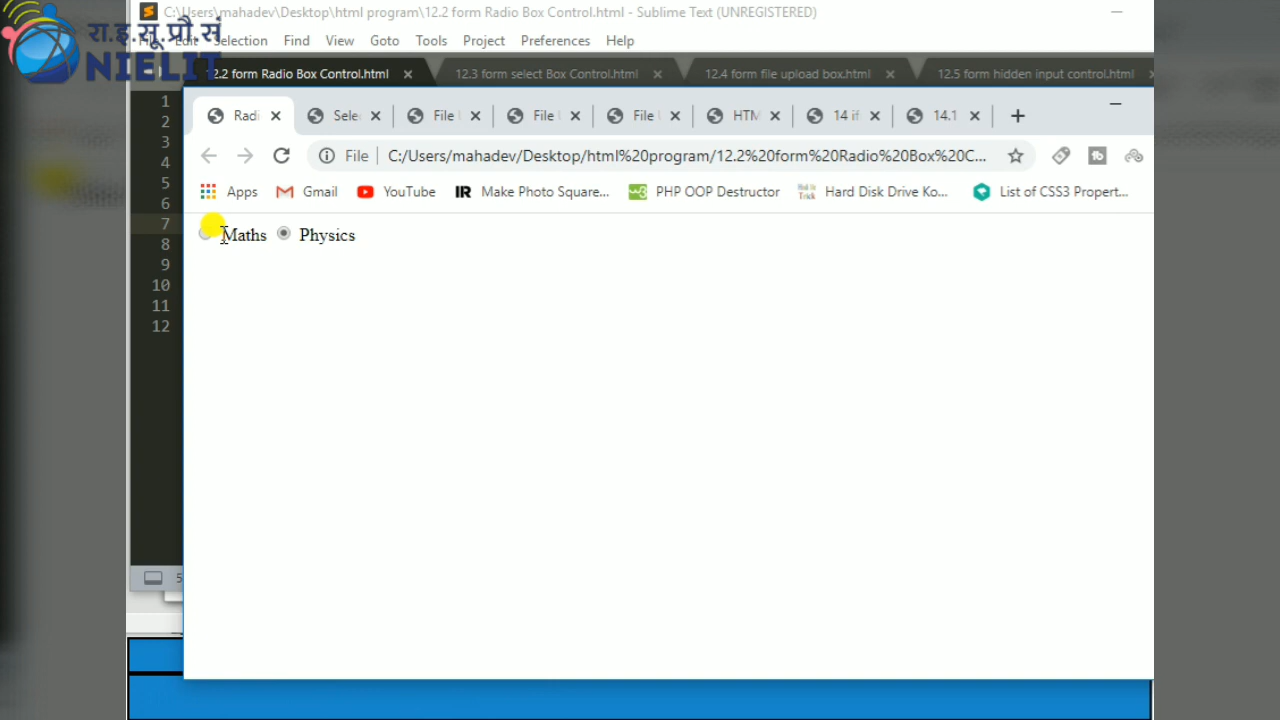 C:\Users\mahadev\Desktop\html program\12.2 form Radio Box Control.html - Sublime Text (UNREGISTERED)
रा.इ.सू.प्रौ.सं
NIELIT
Edit Selection Find View Goto Tools Project Preferences Help
12.2 form Radio Box Control.html 12.3 form select Box Control.html 12.4 form file upload box.html 12.5 form hidden input control.html
1
2
3
4
5
6
7
8
9
10
11
12
Radi Sele File File File HTM 14 if 14.1
File C:/Users/mahadev/Desktop/html%20program/12.2%20form%20Radio%20Box%20C...
Apps Gmail YouTube IR Make Photo Square... PHP OOP Destructor Hard Disk Drive Ko... List of CSS3 Propert...
Maths Physics
5